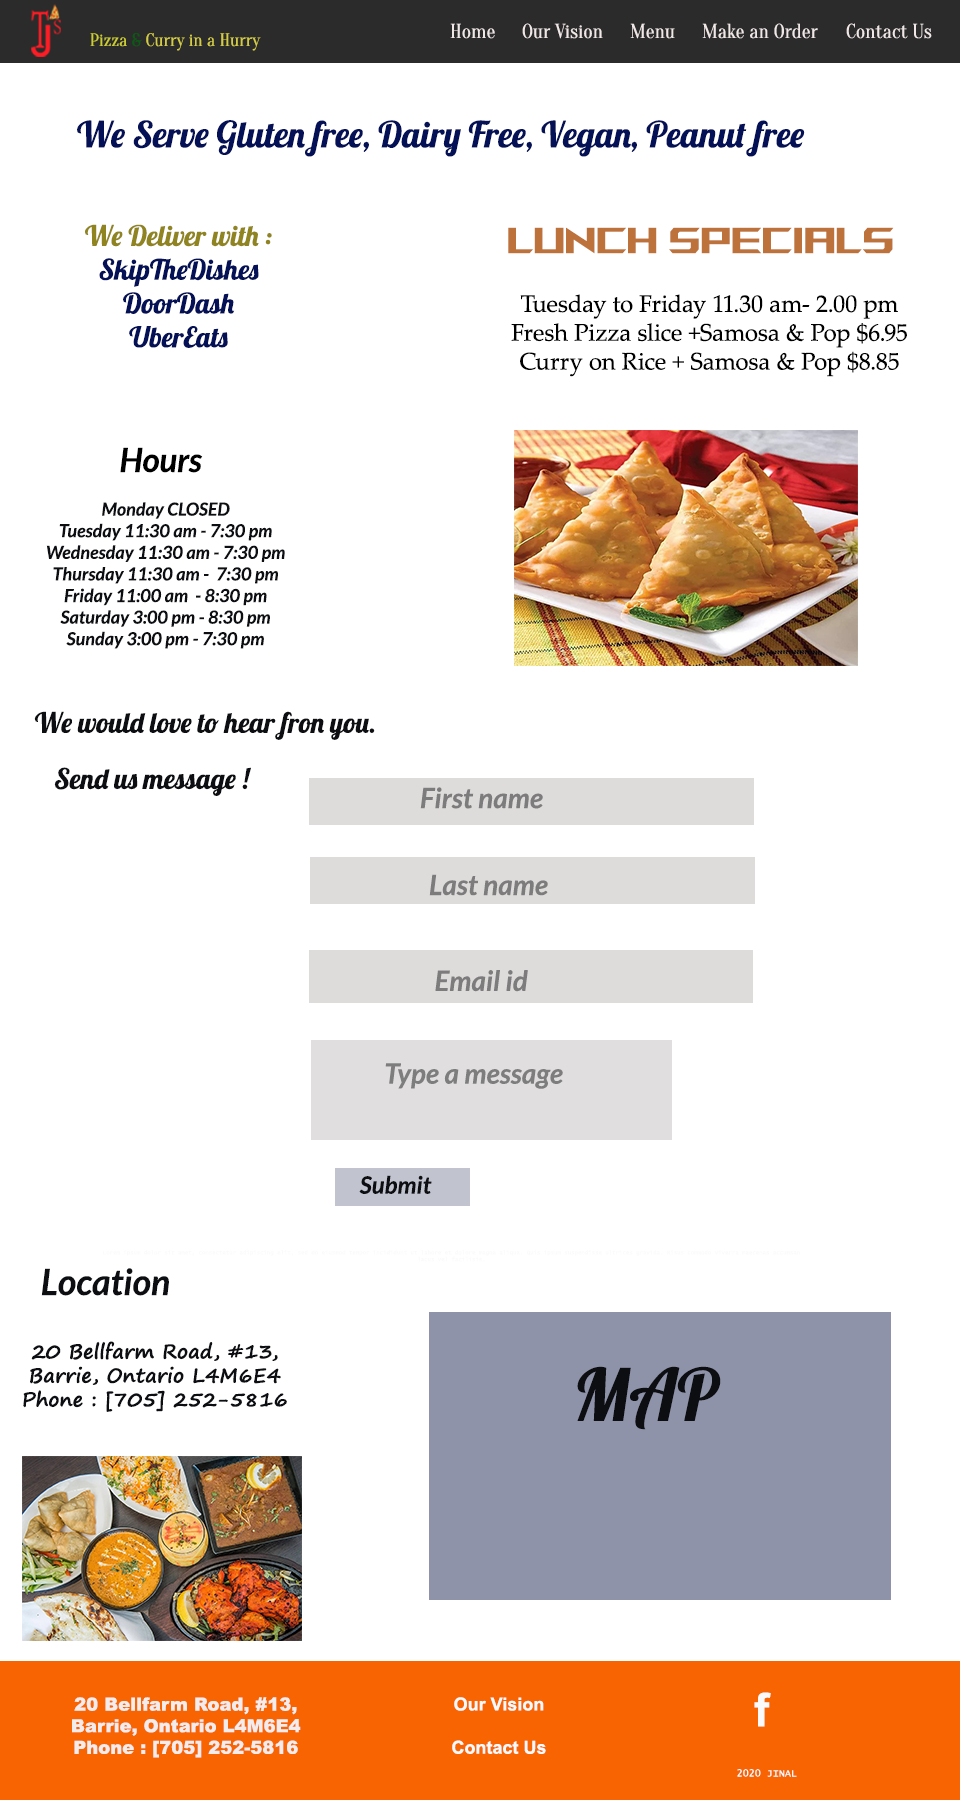 TJ's
Pizza & Curry in a Hurry
Home Our Vision Menu Make an Order Contact Us
We Serve Gluten free, Dairy Free, Vegan, Peanut free
We Deliver with :
SkipTheDishes
DoorDash
UberEats
LUNCH SPECIALS
Tuesday to Friday 11.30 am- 2.00 pm
Fresh Pizza slice +Samosa & Pop $6.95
Curry on Rice + Samosa & Pop $8.85
Hours
Monday CLOSED
Tuesday 11:30 am - 7:30 pm
Wednesday 11:30 am - 7:30 pm
Thursday 11:30 am - 7:30 pm
Friday 11:00 am - 8:30 pm
Saturday 3:00 pm - 8:30 pm
Sunday 3:00 pm - 7:30 pm
We would love to hear fron you.
Send us message !
First name
Last name
Email id
Type a message
Submit
Location
20 Bellfarm Road, #13,
Barrie, Ontario L4M6E4
Phone : [705] 252-5816
MAP
20 Bellfarm Road, #13,
Barrie, Ontario L4M6E4
Phone : [705] 252-5816
Our Vision
Contact Us
f
2020 JINAL